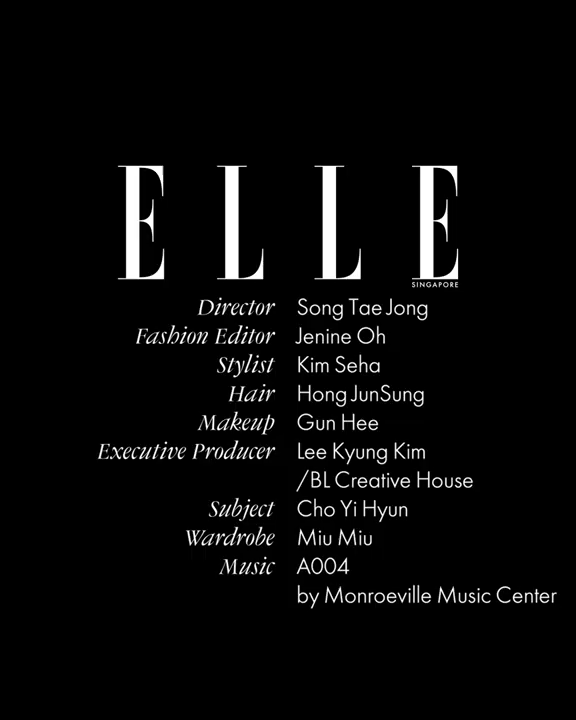 ELLE
SINGAPORE
Director Song Tae Jong
Fashion Editor Jenine Oh
Stylist Kim Seha
Hair Hong JunSung
Makeup Gun Hee
Executive Producer Lee Kyung Kim
/BL Creative House
Subject Cho Yi Hyun
Wardrobe Miu Miu
Music A004
by Monroeville Music Center